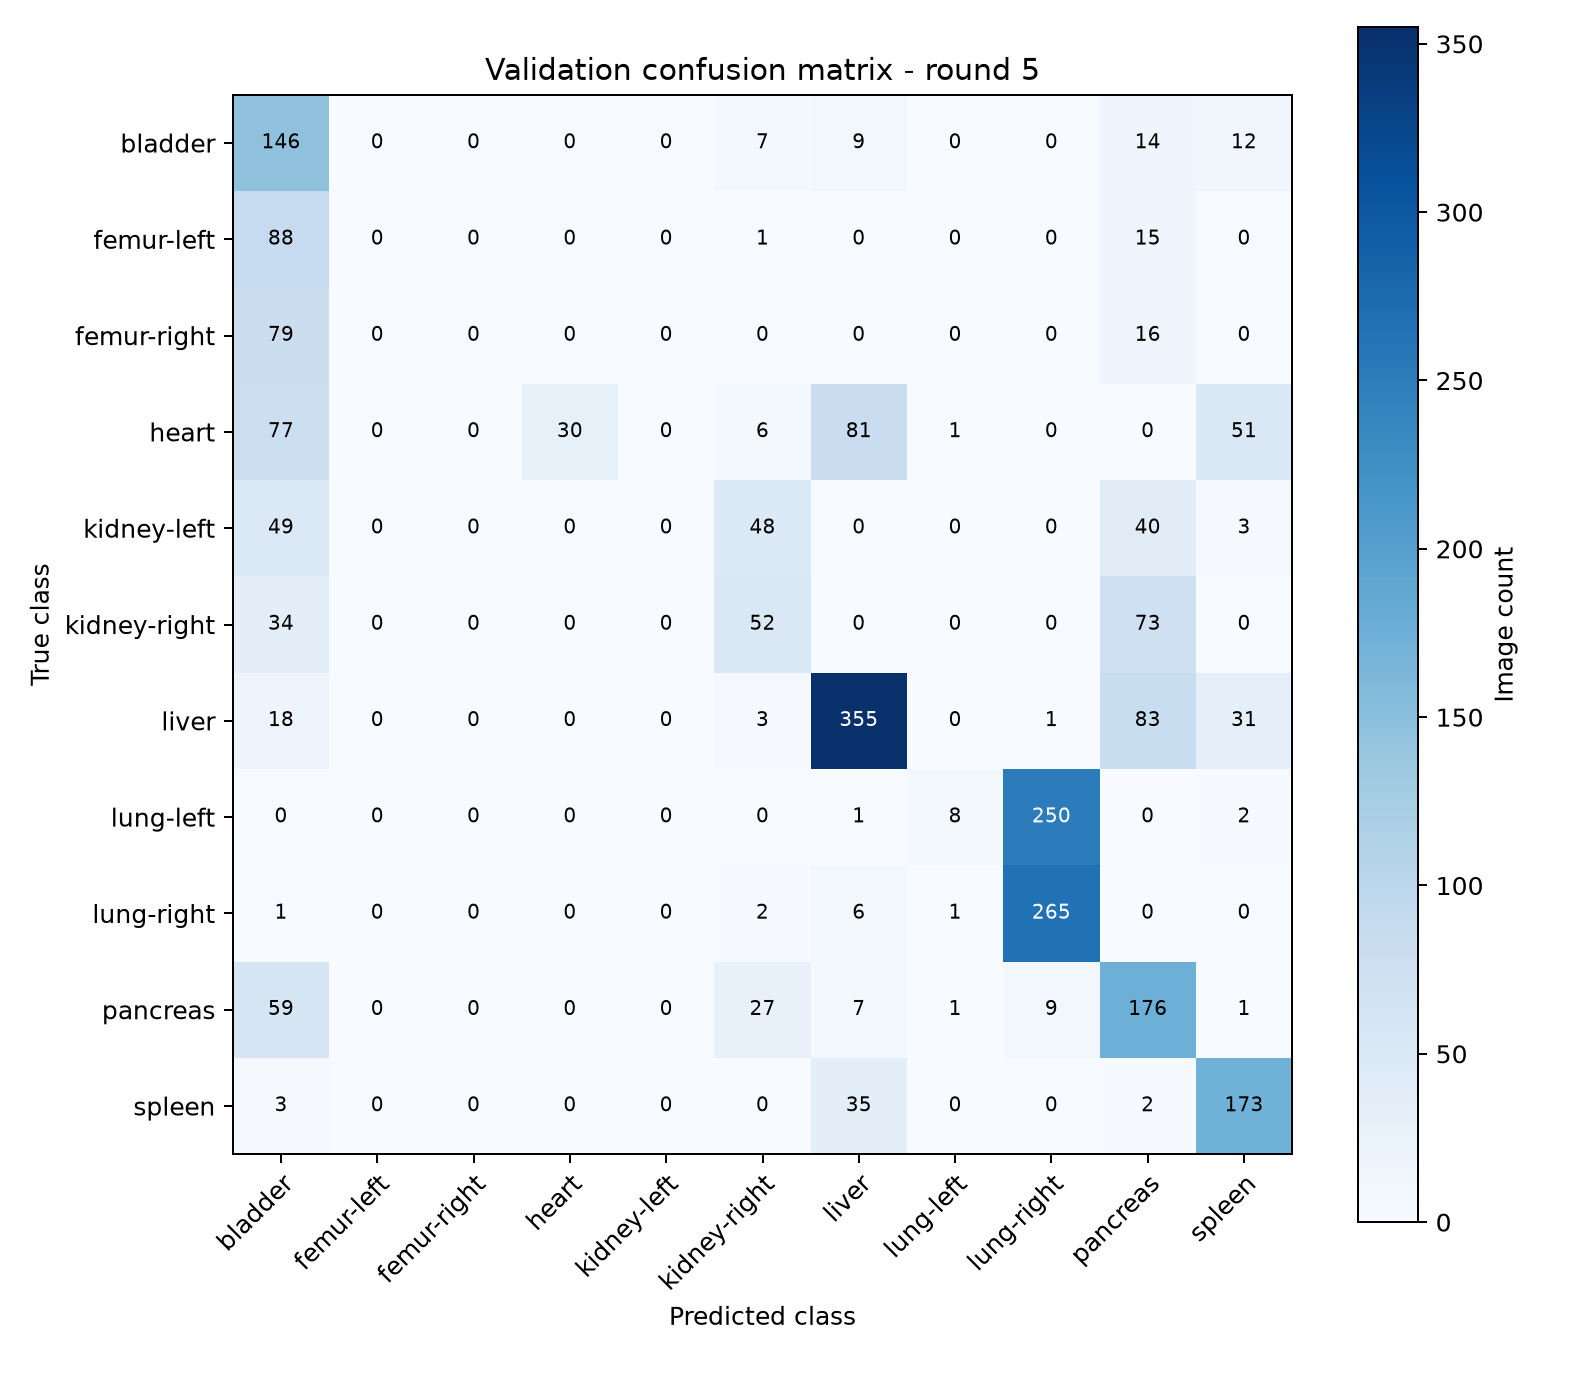 Validation confusion matrix - round 5
bladder 146 0 0 0 0 7 9 0 0 14 12
femur-left 88 0 0 0 0 1 0 0 0 15 0
femur-right 79 0 0 0 0 0 0 0 0 16 0
heart 77 0 0 30 0 6 81 1 0 0 51
kidney-left 49 0 0 0 0 48 0 0 0 40 3
kidney-right 34 0 0 0 0 52 0 0 0 73 0
liver 18 0 0 0 0 3 355 0 1 83 31
lung-left 0 0 0 0 0 0 1 8 250 0 2
lung-right 1 0 0 0 0 2 6 1 265 0 0
pancreas 59 0 0 0 0 27 7 1 9 176 1
spleen 3 0 0 0 0 0 35 0 0 2 173
bladder femur-left femur-right heart kidney-left kidney-right liver lung-left lung-right pancreas spleen
Predicted class
True class
350
300
250
200
150
100
50
0
Image count